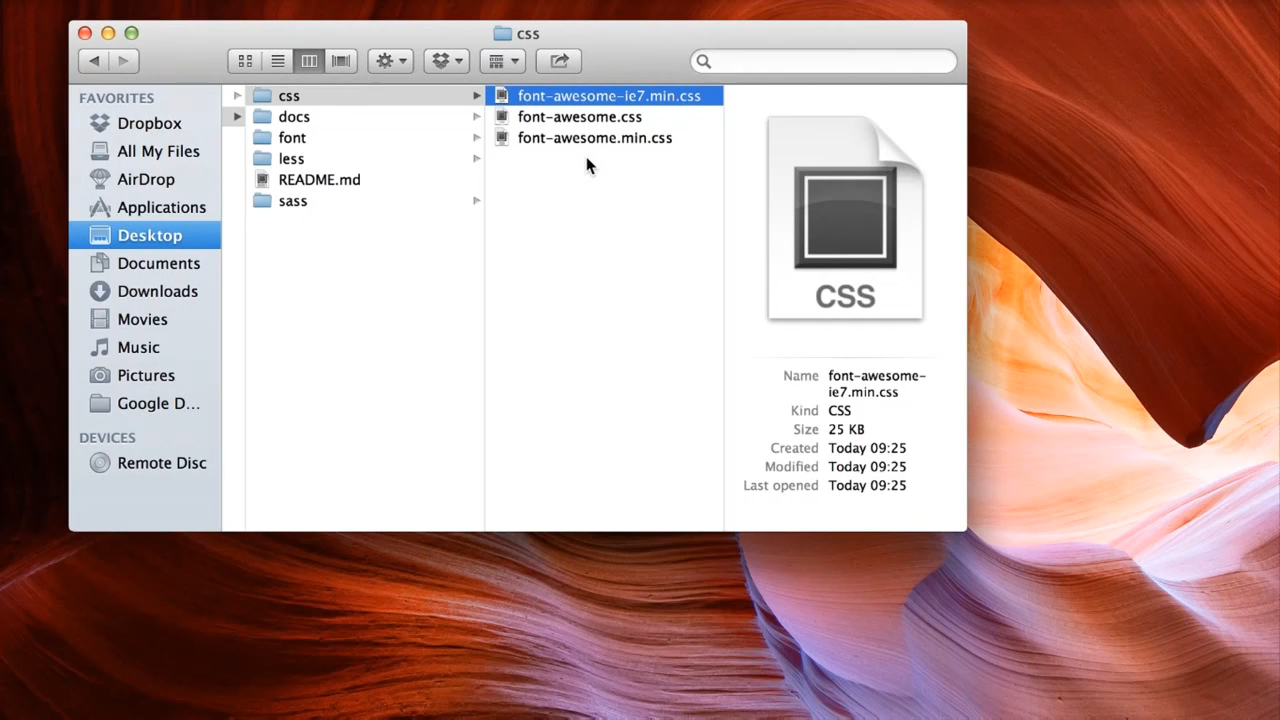 css
FAVORITES
Dropbox
All My Files
AirDrop
Applications
Desktop
Documents
Downloads
Movies
Music
Pictures
Google D...
DEVICES
Remote Disc
css
docs
font
less
README.md
sass
font-awesome-ie7.min.css
font-awesome.css
font-awesome.min.css
CSS
Name font-awesome-
ie7.min.css
Kind CSS
Size 25 KB
Created Today 09:25
Modified Today 09:25
Last opened Today 09:25